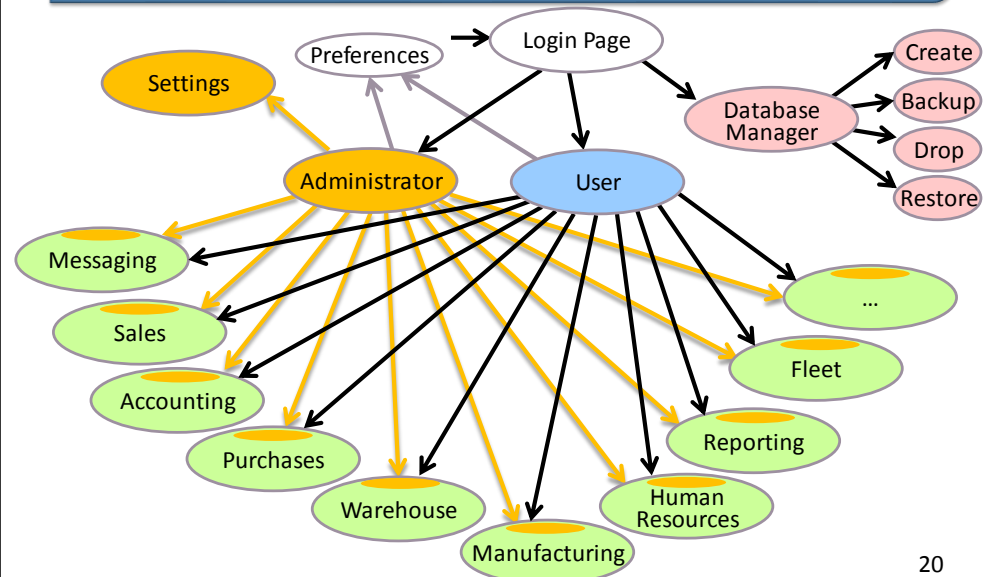 Login Page
Preferences
Create
Settings
Backup
Database
Manager
Drop
Administrator
User
Restore
Messaging
...
Sales
Fleet
Accounting
Reporting
Purchases
Human
Resources
Warehouse
Manufacturing
20